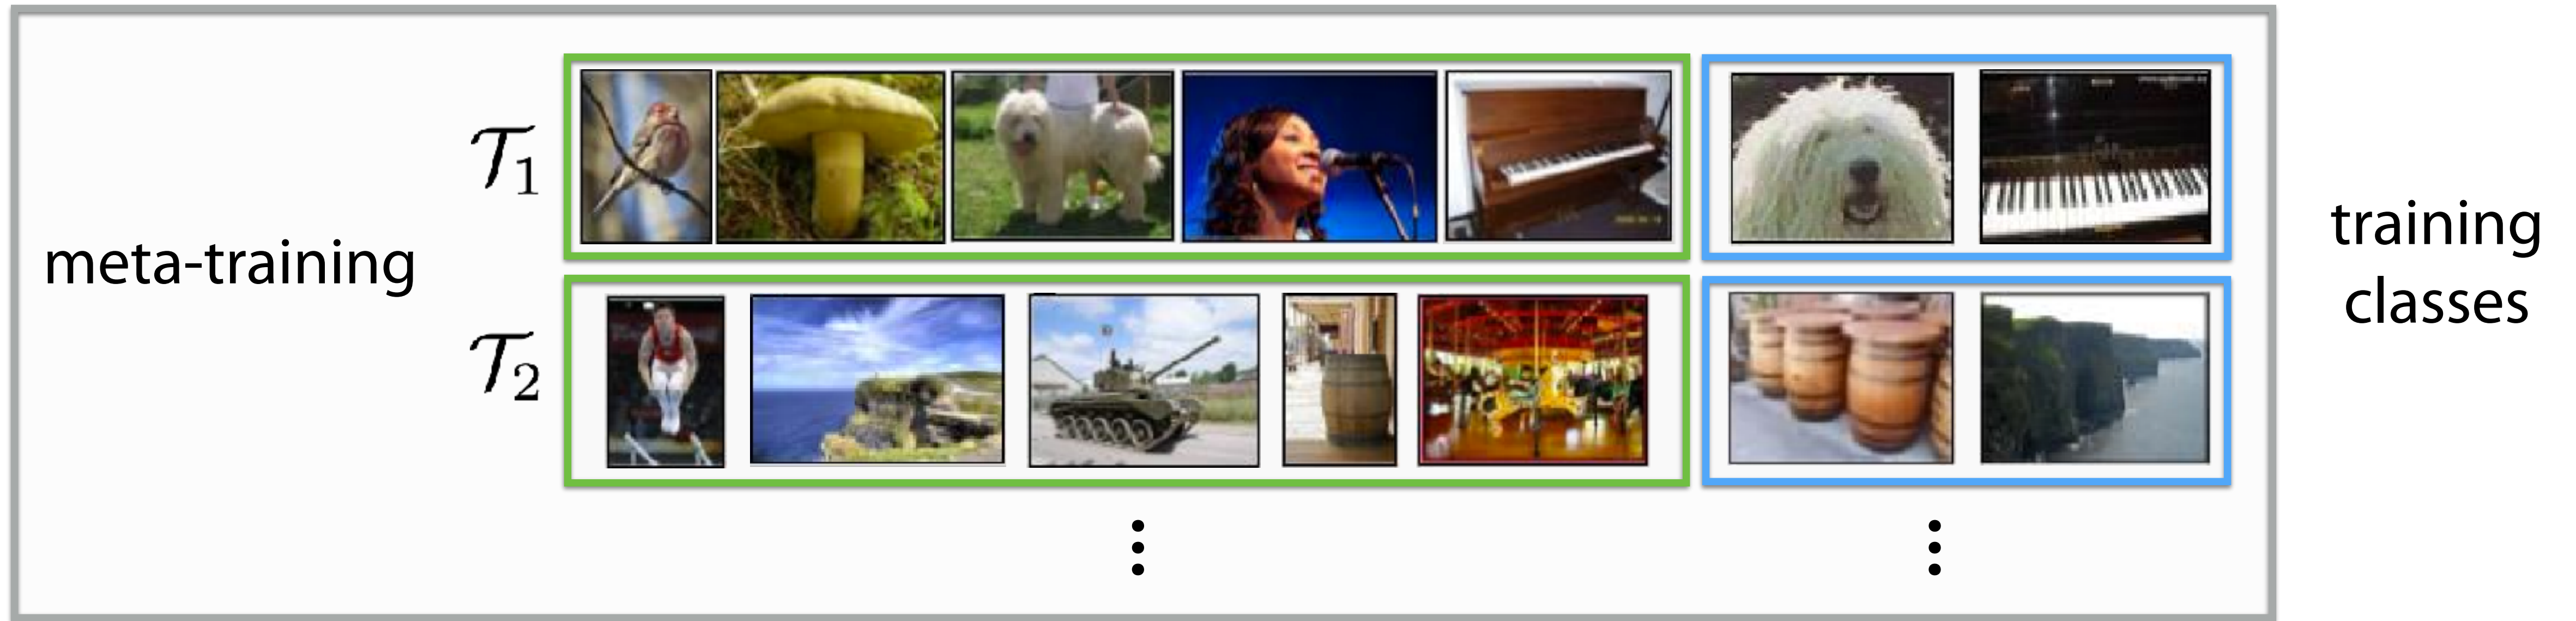 meta-training
𝒯₁
𝒯₂
training
classes